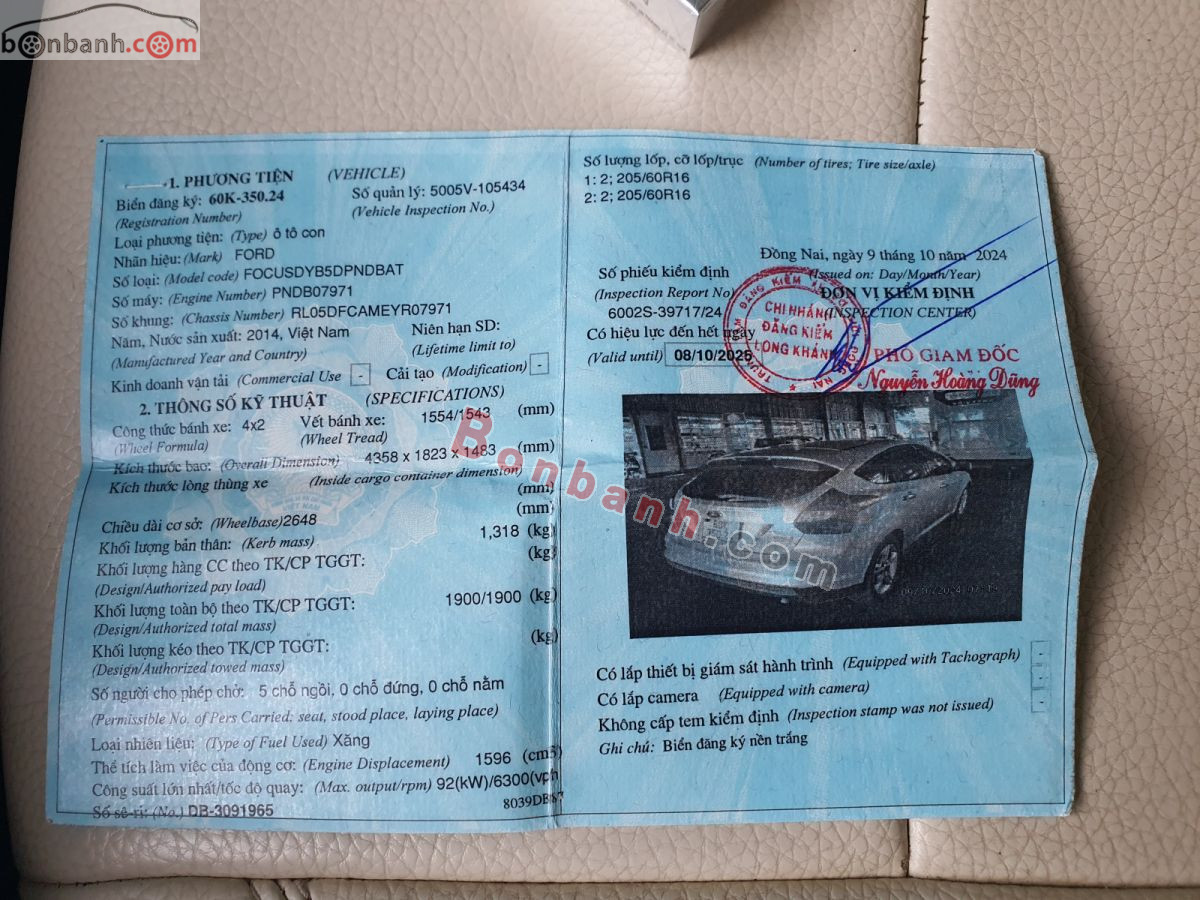 bonbanh.com
1. PHƯƠNG TIỆN (VEHICLE)
Biển đăng ký: 60K-350.24 Số quản lý: 5005V-105434
(Registration Number) (Vehicle Inspection No.)
Loại phương tiện: (Type) ô tô con
Nhãn hiệu: (Mark) FORD
Số loại: (Model code) FOCUSDYB5DPNDBAT
Số máy: (Engine Number) PNDB07971
Số khung: (Chassis Number) RL05DFCAMEYR07971
Năm, Nước sản xuất: 2014, Việt Nam Niên hạn SD:
(Manufactured Year and Country) (Lifetime limit to)
Kinh doanh vận tải (Commercial Use - Cải tạo (Modification) -
2. THÔNG SỐ KỸ THUẬT (SPECIFICATIONS)
Công thức bánh xe: 4x2 Vết bánh xe: 1554/1543 (mm)
(Wheel Formula) (Wheel Tread)
Kích thước bao: (Overall Dimension) 4358 x 1823 x 1483 (mm)
Kích thước lòng thùng xe (Inside cargo container dimension)
(mm)
Chiều dài cơ sở: (Wheelbase)2648 (mm)
Khối lượng bản thân: (Kerb mass) 1,318 (kg)
Khối lượng hàng CC theo TK/CP TGGT: (kg)
(Design/Authorized pay load)
Khối lượng toàn bộ theo TK/CP TGGT: 1900/1900 (kg)
(Design/Authorized total mass)
Khối lượng kéo theo TK/CP TGGT: (kg)
(Design/Authorized towed mass)
Số người cho phép chở: 5 chỗ ngồi, 0 chỗ đứng, 0 chỗ nằm
(Permissible No. of Pers Carried: seat, stood place, laying place)
Loại nhiên liệu: (Type of Fuel Used) Xăng
Thể tích làm việc của động cơ: (Engine Displacement) 1596 (cm3)
Công suất lớn nhất/tốc độ quay: (Max. output/rpm) 92(kW)/6300(vph
Số sê-ri: (No.) DB-3091965
Số lượng lốp, cỡ lốp/trục (Number of tires; Tire size/axle)
1: 2; 205/60R16
2: 2; 205/60R16
Đồng Nai, ngày 9 tháng 10 năm 2024
Số phiếu kiểm định (Issued on: Day/Month/Year)
(Inspection Report No) ĐƠN VỊ KIỂM ĐỊNH
6002S-39717/24 (INSPECTION CENTER)
Có hiệu lực đến hết ngày
(Valid until) 08/10/2025
CHI NHÁNH
ĐĂNG KIỂM
LONG KHÁNH
PHÓ GIÁM ĐỐC
Nguyễn Hoàng Dũng
Bonbanh.com
Có lắp thiết bị giám sát hành trình (Equipped with Tachograph) -
Có lắp camera (Equipped with camera) -
Không cấp tem kiểm định (Inspection stamp was not issued) -
Ghi chú: Biển đăng ký nền trắng